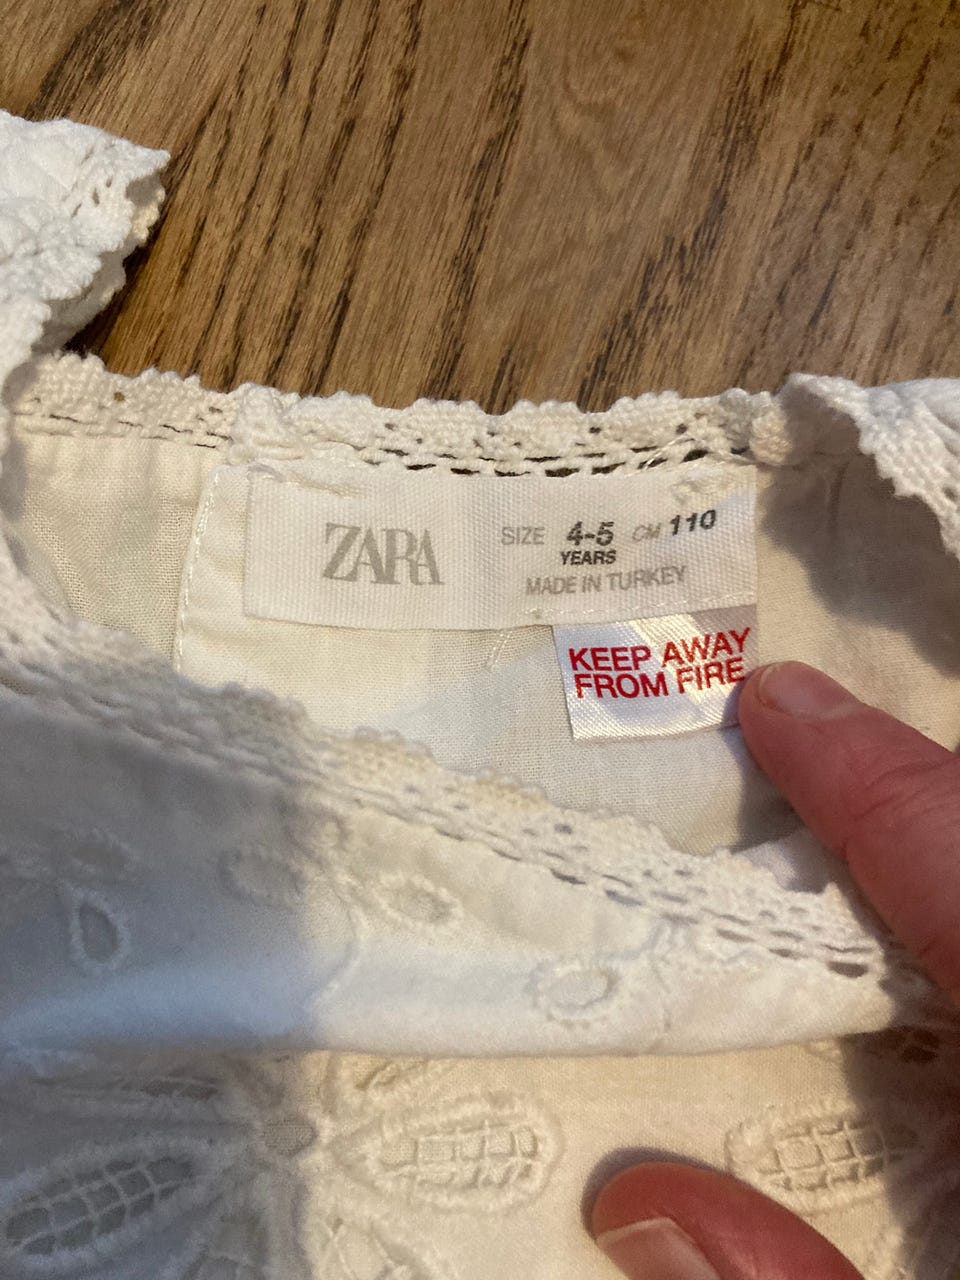 ZARA
SIZE 4-5 CM 110
YEARS
MADE IN TURKEY
KEEP AWAY
FROM FIRE